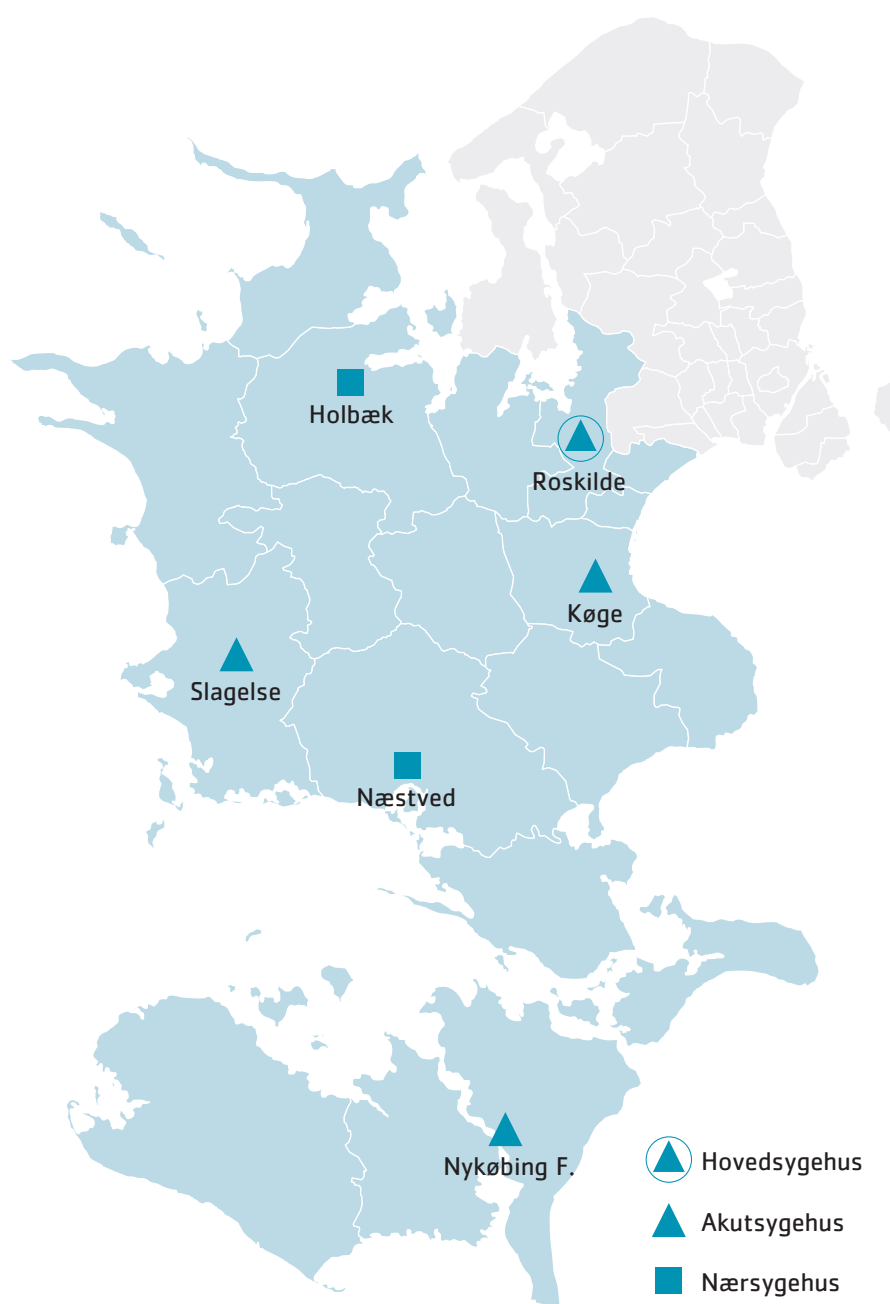 Holbæk
Roskilde
Køge
Slagelse
Næstved
Nykøbing F.
Hovedsygehus
Akutsygehus
Nærsygehus